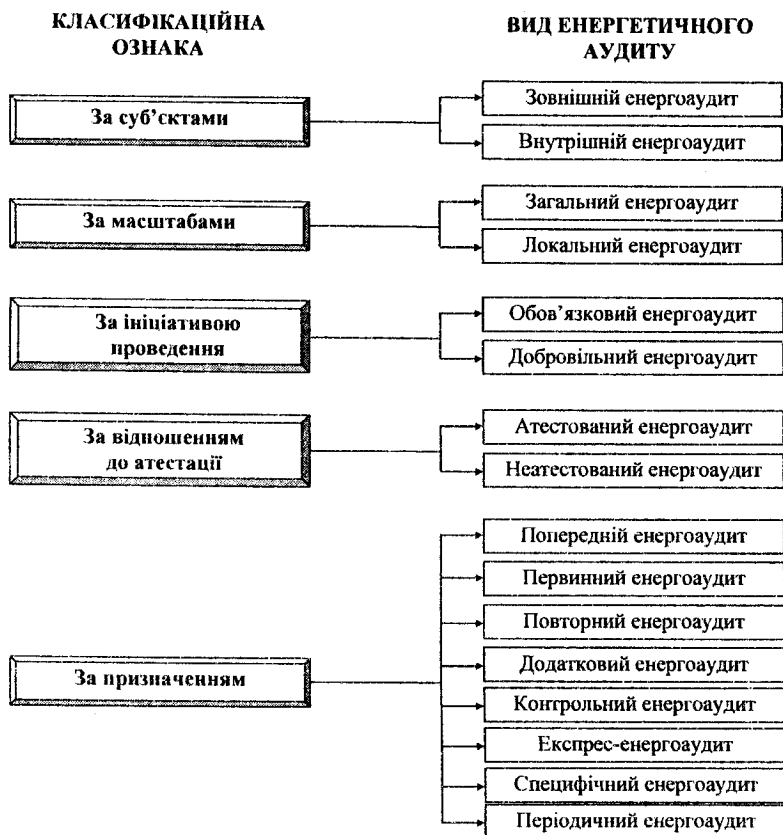 КЛАСИФІКАЦІЙНА
ОЗНАКА
ВИД ЕНЕРГЕТИЧНОГО
АУДИТУ
За суб’єктами
Зовнішній енергоаудит
Внутрішній енергоаудит
За масштабами
Загальний енергоаудит
Локальний енергоаудит
За ініціативою
проведення
Обов’язковий енергоаудит
Добровільний енергоаудит
За відношенням
до атестації
Атестований енергоаудит
Неатестований енергоаудит
За призначенням
Попередній енергоаудит
Первинний енергоаудит
Повторний енергоаудит
Додатковий енергоаудит
Контрольний енергоаудит
Експрес-енергоаудит
Специфічний енергоаудит
Періодичний енергоаудит